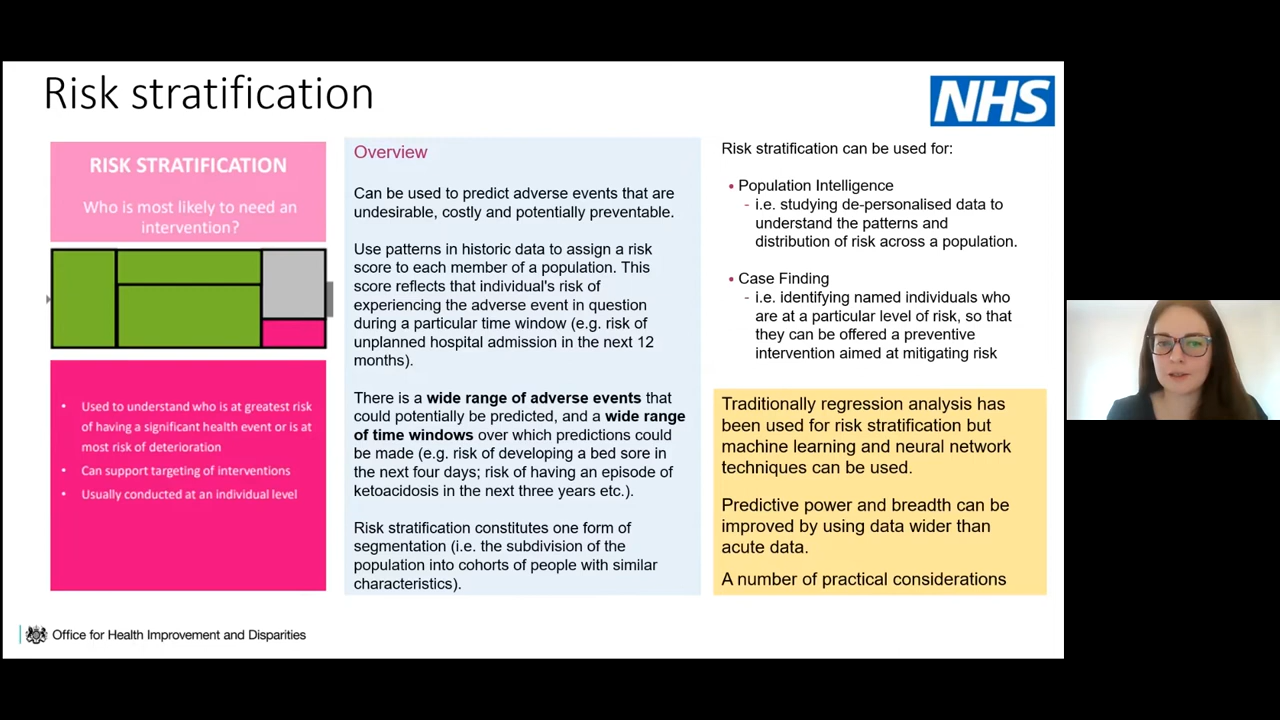 Risk stratification
NHS
RISK STRATIFICATION
Who is most likely to need an
intervention?
• Used to understand who is at greatest risk
of having a significant health event or is at
most risk of deterioration
• Can support targeting of interventions
• Usually conducted at an individual level
Overview
Can be used to predict adverse events that are
undesirable, costly and potentially preventable.
Use patterns in historic data to assign a risk
score to each member of a population. This
score reflects that individual's risk of
experiencing the adverse event in question
during a particular time window (e.g. risk of
unplanned hospital admission in the next 12
months).
There is a wide range of adverse events that
could potentially be predicted, and a wide range
of time windows over which predictions could
be made (e.g. risk of developing a bed sore in
the next four days; risk of having an episode of
ketoacidosis in the next three years etc.).
Risk stratification constitutes one form of
segmentation (i.e. the subdivision of the
population into cohorts of people with similar
characteristics).
Risk stratification can be used for:
• Population Intelligence
- i.e. studying de-personalised data to
understand the patterns and
distribution of risk across a population.
• Case Finding
- i.e. identifying named individuals who
are at a particular level of risk, so that
they can be offered a preventive
intervention aimed at mitigating risk
Traditionally regression analysis has
been used for risk stratification but
machine learning and neural network
techniques can be used.
Predictive power and breadth can be
improved by using data wider than
acute data.
A number of practical considerations
Office for Health Improvement and Disparities